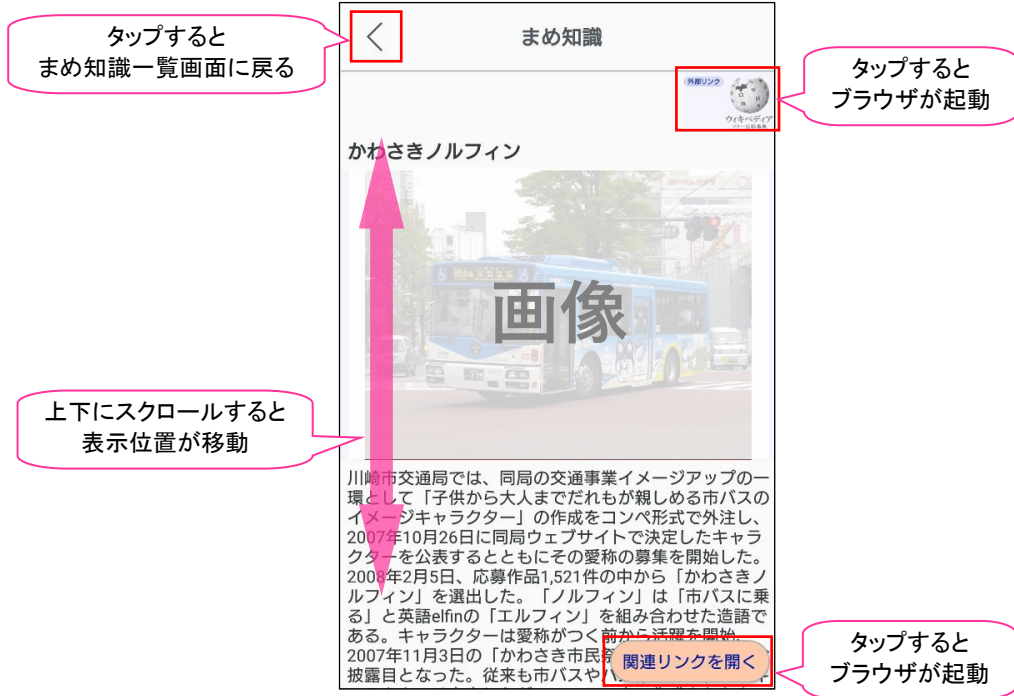 タップすると
まめ知識一覧画面に戻る
まめ知識
外部リンク
ウィキペディア
タップすると
ブラウザが起動
かわさきノルフィン
画像
上下にスクロールすると
表示位置が移動
川崎市交通局では、同局の交通事業イメージアップの一
環として「子供から大人までだれもが親しめる市バスの
イメージキャラクター」の作成をコンペ形式で外注し、
2007年10月26日に同局ウェブサイトで決定したキャラ
クターを公表するとともにその愛称の募集を開始した。
2008年2月5日、応募作品1,521件の中から「かわさきノ
ルフィン」を選出した。「ノルフィン」は「市バスに乗
る」と英語elfinの「エルフィン」を組み合わせた造語で
ある。キャラクターは愛称がつく前から活躍を開始、
2007年11月3日の「かわさき市民祭
披露目となった。従来も市バスや
関連リンクを開く
タップすると
ブラウザが起動